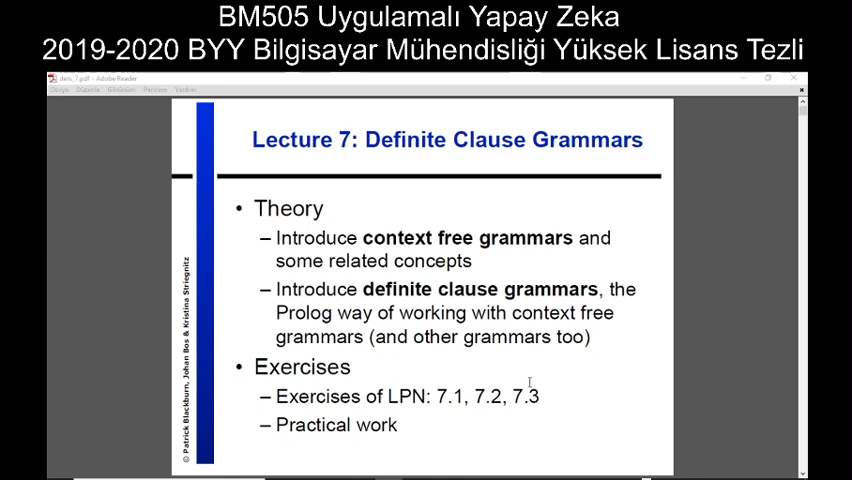 BM505 Uygulamalı Yapay Zeka
2019-2020 BYY Bilgisayar Mühendisliği Yüksek Lisans Tezli
ders_7.pdf - Adobe Reader
Dosya Düzenle Görünüm Pencere Yardım
Lecture 7: Definite Clause Grammars
• Theory
– Introduce context free grammars and
some related concepts
– Introduce definite clause grammars, the
Prolog way of working with context free
grammars (and other grammars too)
• Exercises
– Exercises of LPN: 7.1, 7.2, 7.3
– Practical work
© Patrick Blackburn, Johan Bos & Kristina Striegnitz